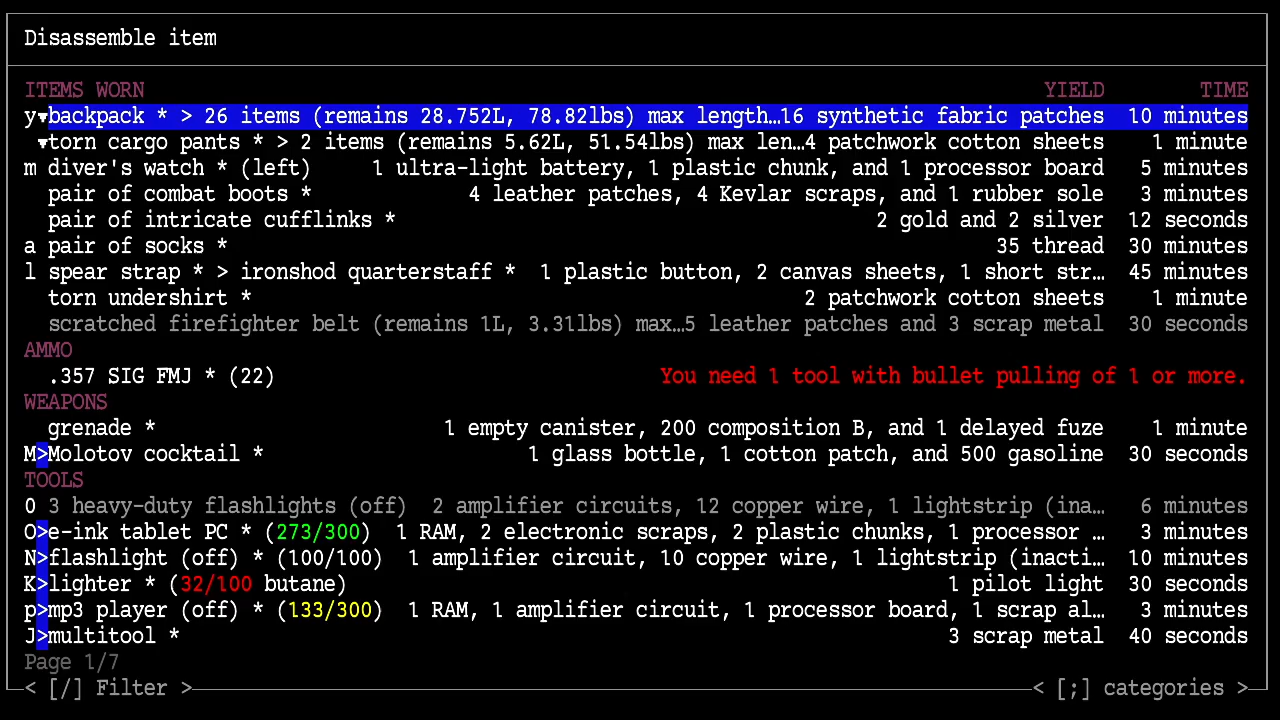 Disassemble item
ITEMS WORN YIELD TIME
y▾backpack * > 26 items (remains 28.752L, 78.82lbs) max length…16 synthetic fabric patches 10 minutes
▾torn cargo pants * > 2 items (remains 5.62L, 51.54lbs) max len…4 patchwork cotton sheets 1 minute
m diver's watch * (left) 1 ultra-light battery, 1 plastic chunk, and 1 processor board 5 minutes
pair of combat boots * 4 leather patches, 4 Kevlar scraps, and 1 rubber sole 3 minutes
pair of intricate cufflinks * 2 gold and 2 silver 12 seconds
a pair of socks * 35 thread 30 minutes
l spear strap * > ironshod quarterstaff * 1 plastic button, 2 canvas sheets, 1 short str… 45 minutes
torn undershirt * 2 patchwork cotton sheets 1 minute
scratched firefighter belt (remains 1L, 3.31lbs) max…5 leather patches and 3 scrap metal 30 seconds
AMMO
.357 SIG FMJ * (22) You need 1 tool with bullet pulling of 1 or more.
WEAPONS
grenade * 1 empty canister, 200 composition B, and 1 delayed fuze 1 minute
M>Molotov cocktail * 1 glass bottle, 1 cotton patch, and 500 gasoline 30 seconds
TOOLS
0 3 heavy-duty flashlights (off) 2 amplifier circuits, 12 copper wire, 1 lightstrip (ina… 6 minutes
O>e-ink tablet PC * (273/300) 1 RAM, 2 electronic scraps, 2 plastic chunks, 1 processor … 3 minutes
N>flashlight (off) * (100/100) 1 amplifier circuit, 10 copper wire, 1 lightstrip (inacti… 10 minutes
K>lighter * (32/100 butane) 1 pilot light 30 seconds
p>mp3 player (off) * (133/300) 1 RAM, 1 amplifier circuit, 1 processor board, 1 scrap al… 3 minutes
J>multitool * 3 scrap metal 40 seconds
Page 1/7
< [/] Filter > < [;] categories >